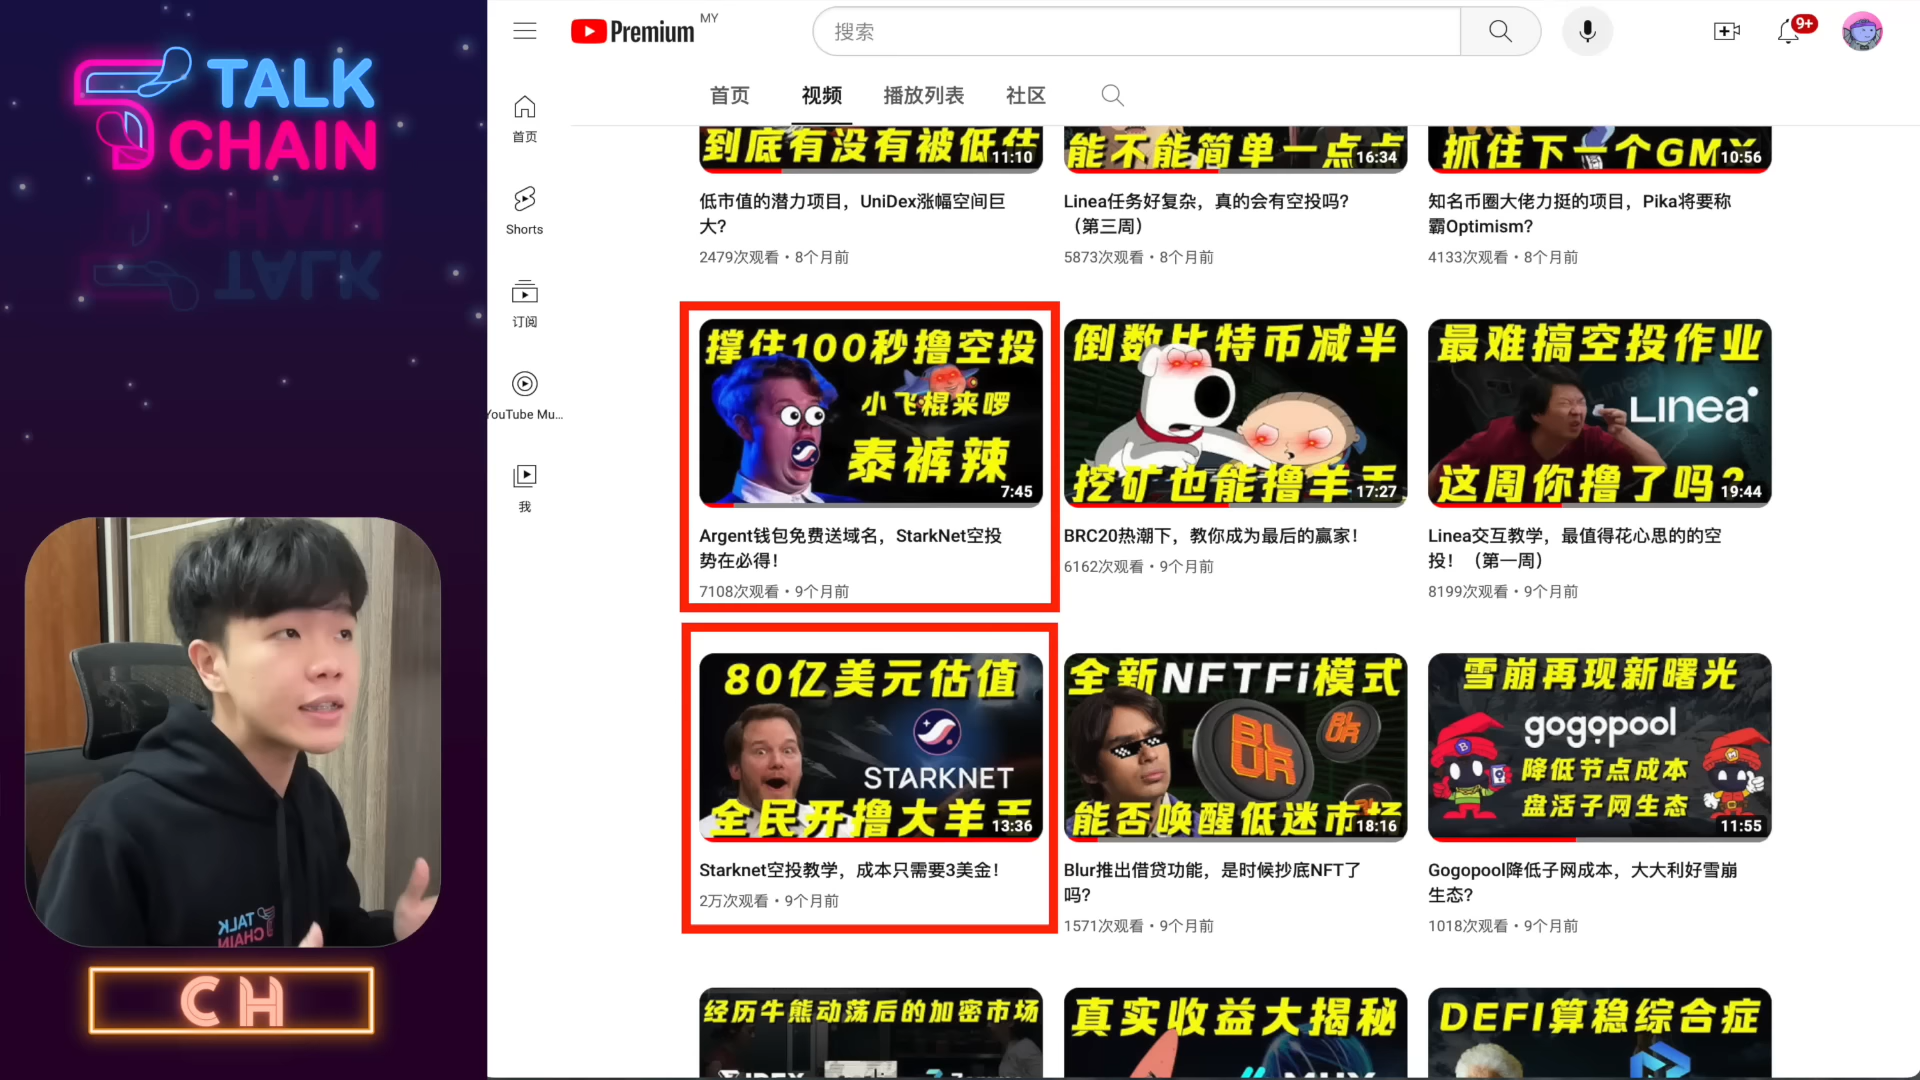 TALK
CHAIN
CH
Premium
MY
搜索
9+
首页
视频
播放列表
社区
首页
Shorts
订阅
YouTube Mu...
我
到底有没有被低估
11:10
低市值的潜力项目，UniDex涨幅空间巨
大？
2479次观看・8个月前
能不能简单一点点
16:34
Linea任务好复杂，真的会有空投吗？
（第三周）
5873次观看・8个月前
抓住下一个GMX
10:56
知名币圈大佬力挺的项目，Pika将要称
霸Optimism?
4133次观看・8个月前
撑住100秒撸空投
小飞棍来啰
泰裤辣
7:45
Argent钱包免费送域名，StarkNet空投
势在必得！
7108次观看・9个月前
倒数比特币减半
挖矿也能撸羊毛
17:27
BRC20热潮下，教你成为最后的赢家！
6162次观看・9个月前
最难搞空投作业
Linea
这周你撸了吗？
19:44
Linea交互教学，最值得花心思的的空
投！（第一周）
8199次观看・9个月前
80亿美元估值
STARKNET
全民开撸大羊毛
13:36
Starknet空投教学，成本只需要3美金！
2万次观看・9个月前
全新NFTFi模式
BLUR
BLUR
能否唤醒低迷市场
18:16
Blur推出借贷功能，是时候抄底NFT了
吗？
1571次观看・9个月前
雪崩再现新曙光
gogopool
降低节点成本
盘活子网生态
11:55
Gogopool降低子网成本，大大利好雪崩
生态？
1018次观看・9个月前
经历牛熊动荡后的加密市场
真实收益大揭秘
DEFI算稳综合症